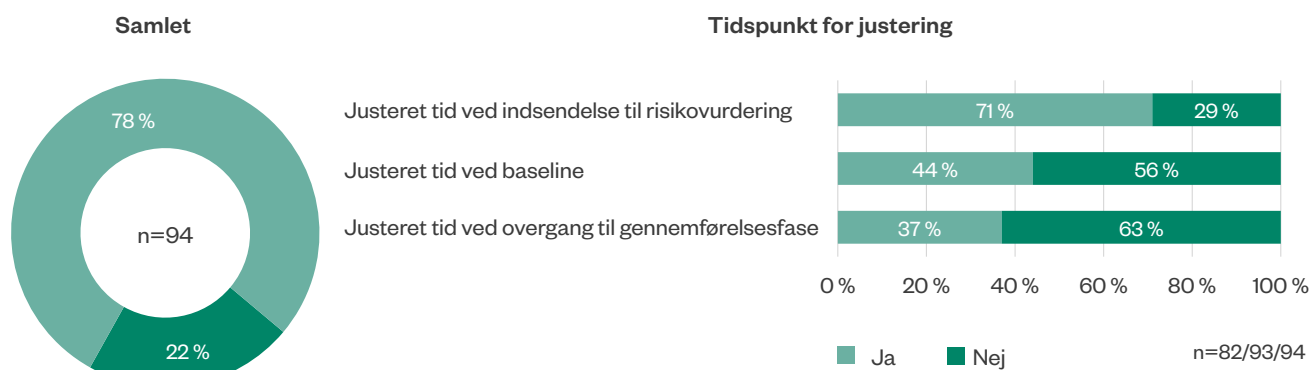 Samlet
78 %
n=94
22 %
Tidspunkt for justering
Justeret tid ved indsendelse til risikovurdering
71 %
29 %
Justeret tid ved baseline
44 %
56 %
Justeret tid ved overgang til gennemførelsesfase
37 %
63 %
0 % 20 % 40 % 60 % 80 % 100 %
Ja Nej
n=82/93/94